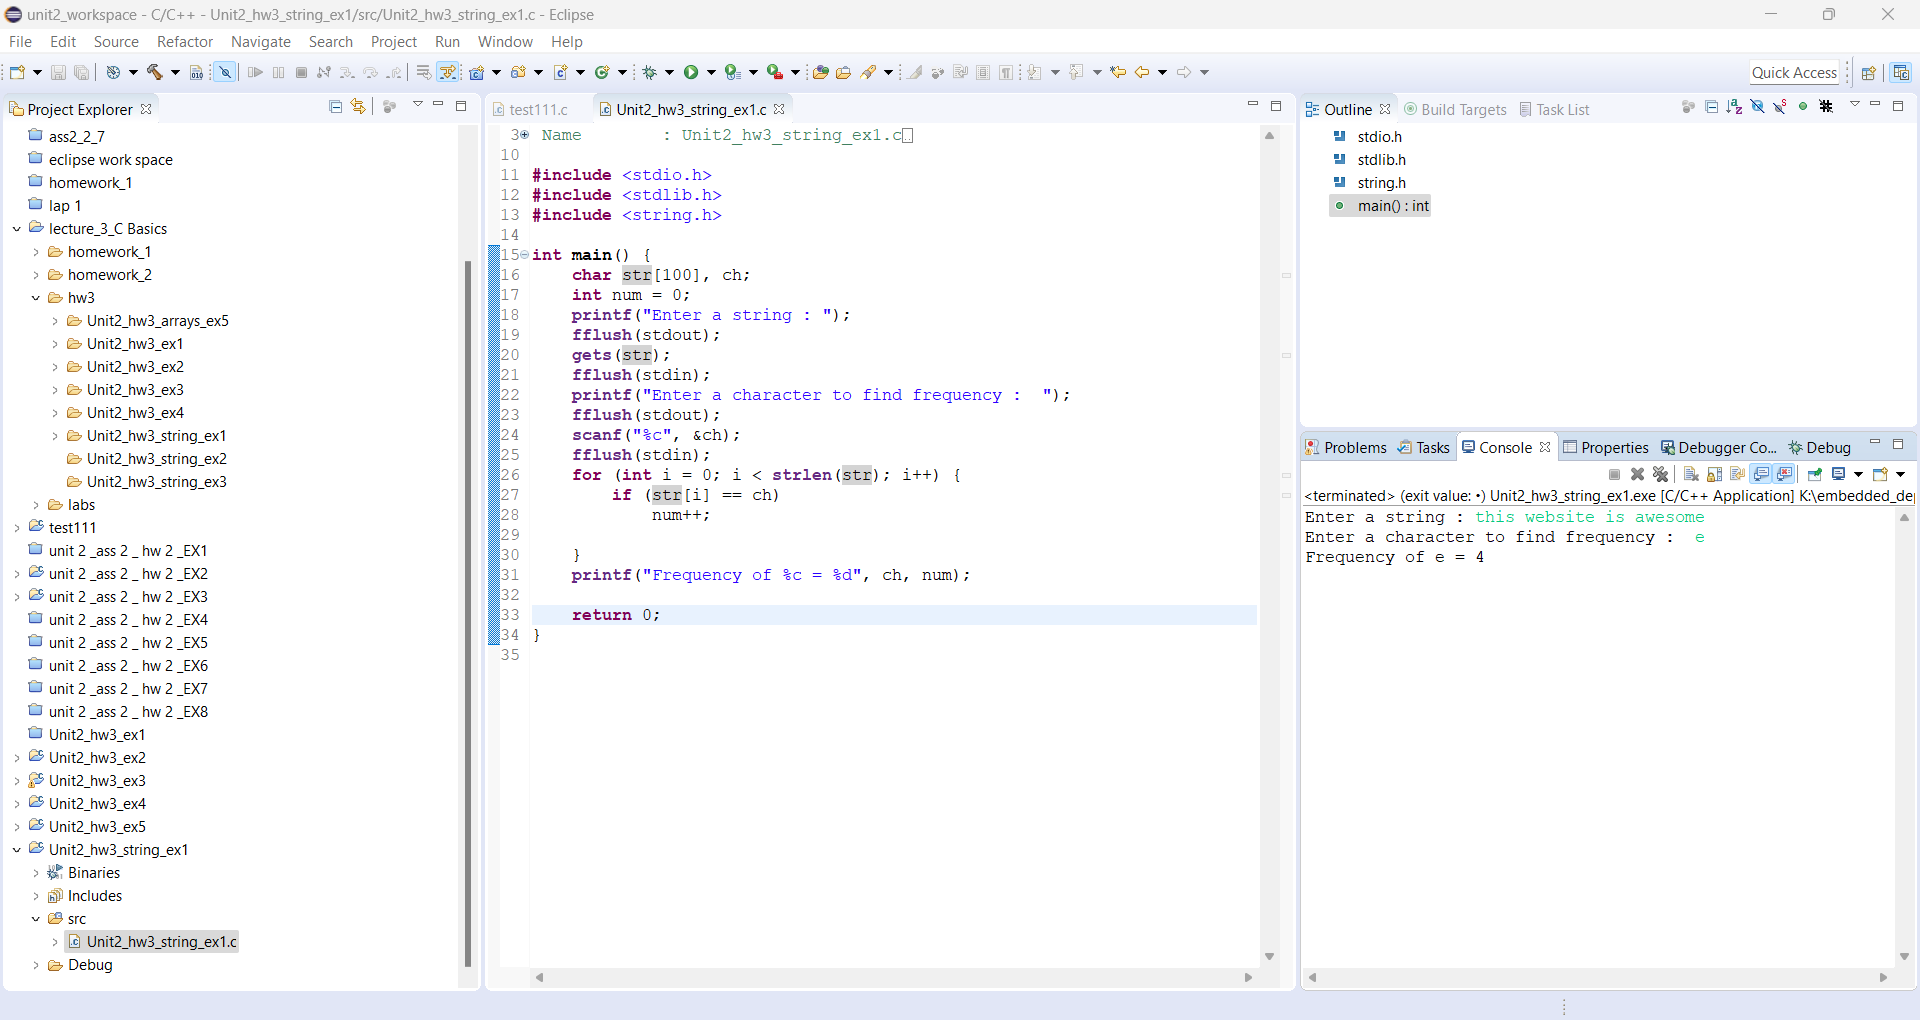 unit2_workspace - C/C++ - Unit2_hw3_string_ex1/src/Unit2_hw3_string_ex1.c - Eclipse
File Edit Source Refactor Navigate Search Project Run Window Help
Quick Access
Project Explorer
ass2_2_7
eclipse work space
homework_1
lap 1
lecture_3_C Basics
homework_1
homework_2
hw3
Unit2_hw3_arrays_ex5
Unit2_hw3_ex1
Unit2_hw3_ex2
Unit2_hw3_ex3
Unit2_hw3_ex4
Unit2_hw3_string_ex1
Unit2_hw3_string_ex2
Unit2_hw3_string_ex3
labs
test111
unit 2 _ass 2 _ hw 2 _EX1
unit 2 _ass 2 _ hw 2 _EX2
unit 2 _ass 2 _ hw 2 _EX3
unit 2 _ass 2 _ hw 2 _EX4
unit 2 _ass 2 _ hw 2 _EX5
unit 2 _ass 2 _ hw 2 _EX6
unit 2 _ass 2 _ hw 2 _EX7
unit 2 _ass 2 _ hw 2 _EX8
Unit2_hw3_ex1
Unit2_hw3_ex2
Unit2_hw3_ex3
Unit2_hw3_ex4
Unit2_hw3_ex5
Unit2_hw3_string_ex1
Binaries
Includes
src
Unit2_hw3_string_ex1.c
Debug
test111.c Unit2_hw3_string_ex1.c
3 Name : Unit2_hw3_string_ex1.c
10
11 #include <stdio.h>
12 #include <stdlib.h>
13 #include <string.h>
14
15 int main() {
16 char str[100], ch;
17 int num = 0;
18 printf("Enter a string : ");
19 fflush(stdout);
20 gets(str);
21 fflush(stdin);
22 printf("Enter a character to find frequency :  ");
23 fflush(stdout);
24 scanf("%c", &ch);
25 fflush(stdin);
26 for (int i = 0; i < strlen(str); i++) {
27 if (str[i] == ch)
28 num++;
29
30 }
31 printf("Frequency of %c = %d", ch, num);
32
33 return 0;
34 }
35
Outline Build Targets Task List
stdio.h
stdlib.h
string.h
main() : int
Problems Tasks Console Properties Debugger Co... Debug
<terminated> (exit value: •) Unit2_hw3_string_ex1.exe [C/C++ Application] K:\embedded_de
Enter a string : this website is awesome
Enter a character to find frequency :  e
Frequency of e = 4